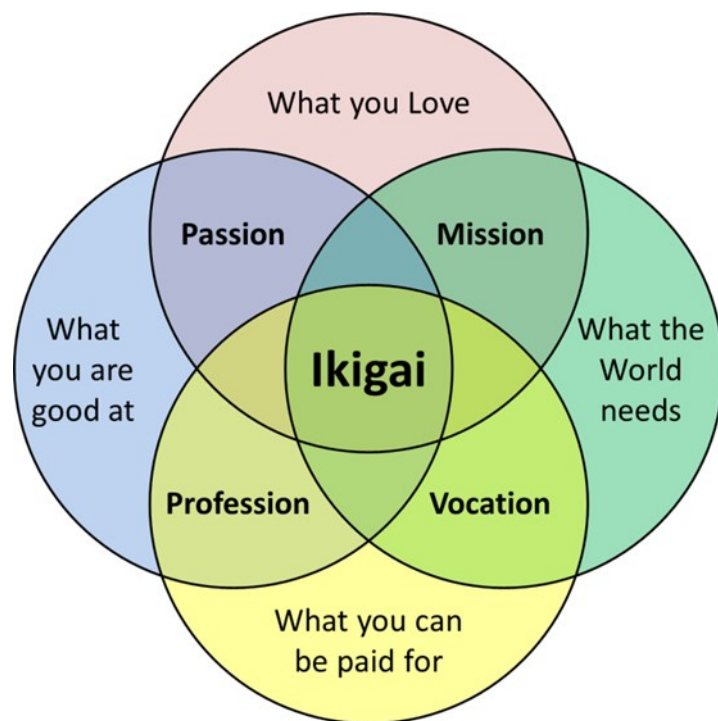 What you Love
Passion
Mission
What
you are
good at
Ikigai
What the
World
needs
Profession
Vocation
What you can
be paid for